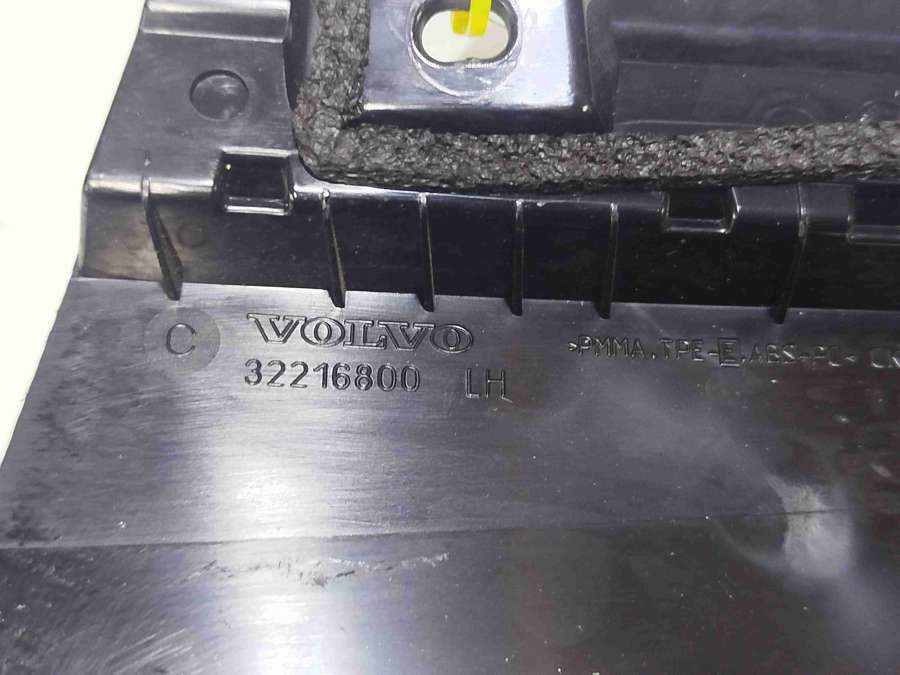 C
VOLVO
32216800 LH
>PMMA,TPE-E,ABS+PC<